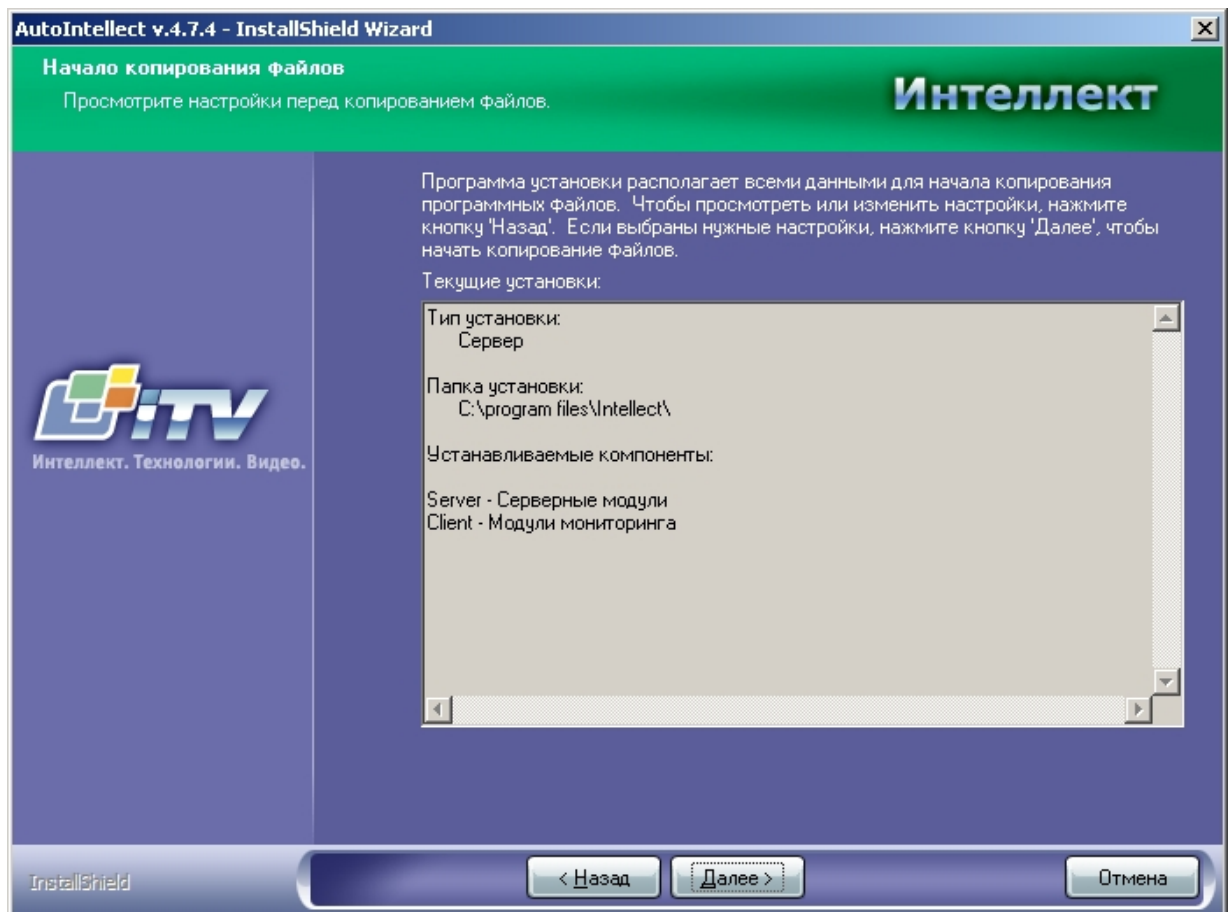 AutoIntellect v.4.7.4 - InstallShield Wizard
Начало копирования файлов
Просмотрите настройки перед копированием файлов.
Интеллект
Программа установки располагает всеми данными для начала копирования
программных файлов. Чтобы просмотреть или изменить настройки, нажмите
кнопку 'Назад'. Если выбраны нужные настройки, нажмите кнопку 'Далее', чтобы
начать копирование файлов.
Текущие установки:
Тип установки:
Сервер
Папка установки:
C:\program files\Intellect\
Устанавливаемые компоненты:
Server - Серверные модули
Client - Модули мониторинга
iTV
Интеллект. Технологии. Видео.
InstallShield
< Назад
Далее >
Отмена